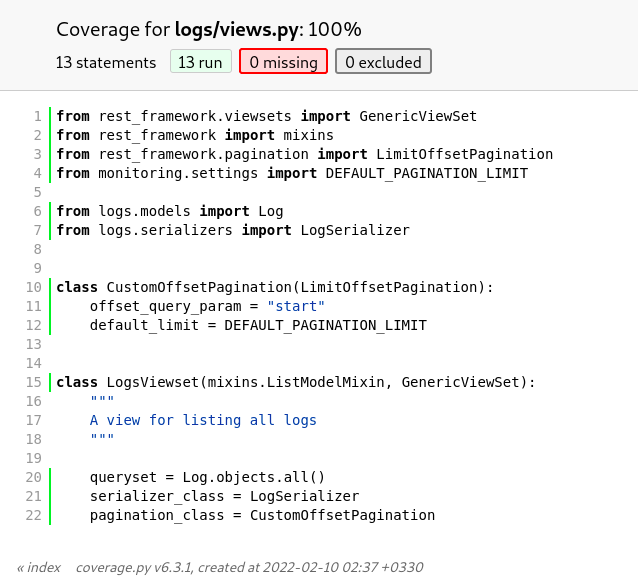 Coverage for logs/views.py: 100%
13 statements 13 run 0 missing 0 excluded
1 from rest_framework.viewsets import GenericViewSet
2 from rest_framework import mixins
3 from rest_framework.pagination import LimitOffsetPagination
4 from monitoring.settings import DEFAULT_PAGINATION_LIMIT
5
6 from logs.models import Log
7 from logs.serializers import LogSerializer
8
9
10 class CustomOffsetPagination(LimitOffsetPagination):
11     offset_query_param = "start"
12     default_limit = DEFAULT_PAGINATION_LIMIT
13
14
15 class LogsViewset(mixins.ListModelMixin, GenericViewSet):
16     """
17     A view for listing all logs
18     """
19
20     queryset = Log.objects.all()
21     serializer_class = LogSerializer
22     pagination_class = CustomOffsetPagination
« index coverage.py v6.3.1, created at 2022-02-10 02:37 +0330